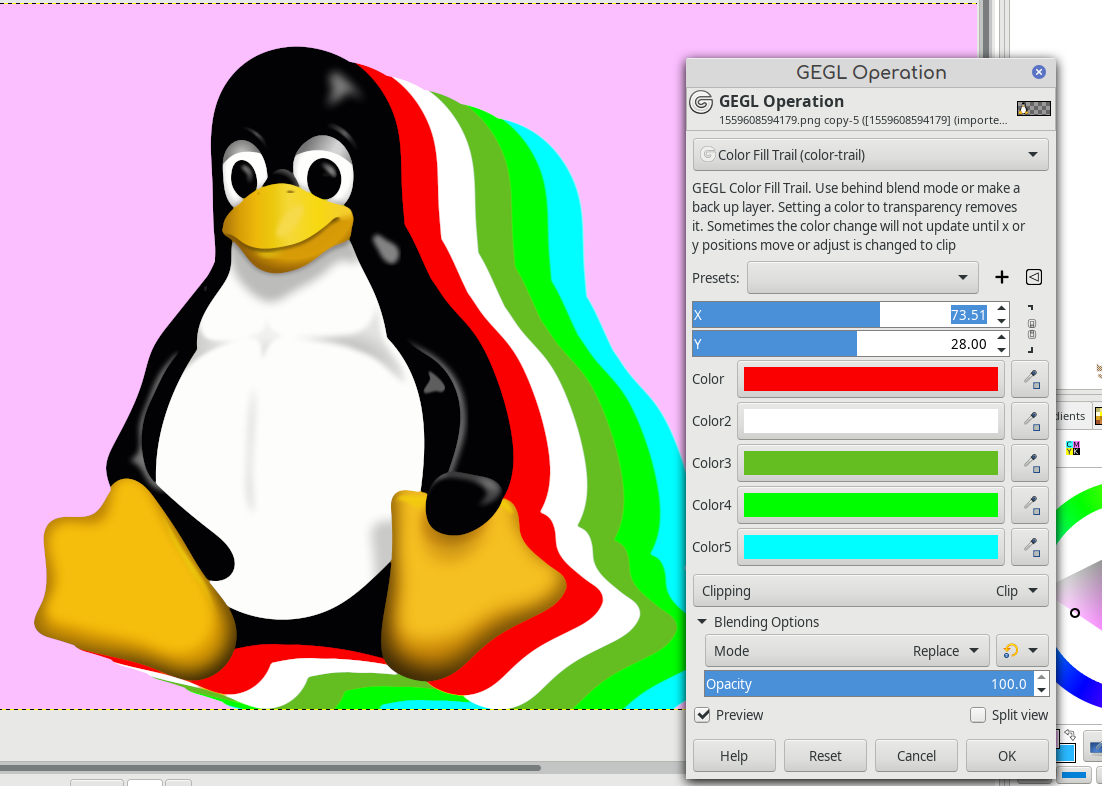 GEGL Operation
GEGL Operation
1559608594179.png copy-5 ([1559608594179] (importe...
Color Fill Trail (color-trail)
GEGL Color Fill Trail. Use behind blend mode or make a
back up layer. Setting a color to transparency removes
it. Sometimes the color change will not update until x or
y positions move or adjust is changed to clip
Presets:
X 73.51
Y 28.00
Color
Color2
Color3
Color4
Color5
dients
C M
Y K
Clipping Clip
Blending Options
Mode Replace
Opacity 100.0
Preview Split view
Help Reset Cancel OK